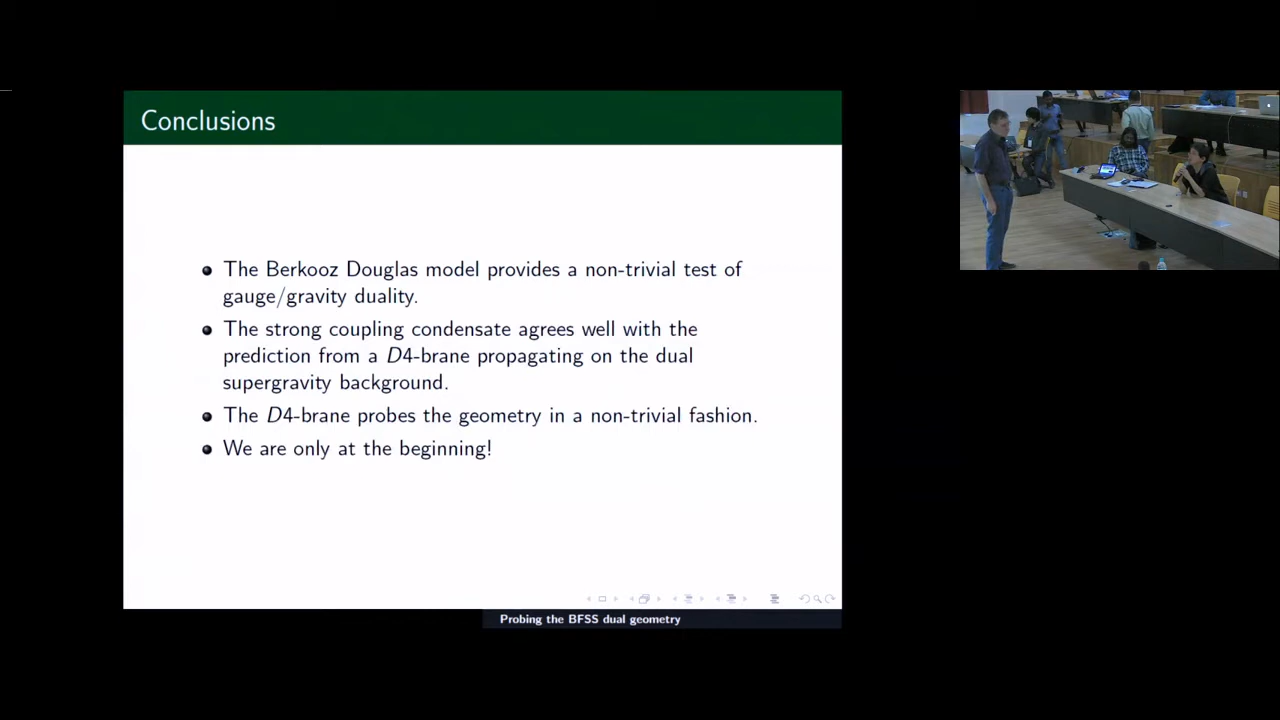 Conclusions
The Berkooz Douglas model provides a non-trivial test of
gauge/gravity duality.
The strong coupling condensate agrees well with the
prediction from a D4-brane propagating on the dual
supergravity background.
The D4-brane probes the geometry in a non-trivial fashion.
We are only at the beginning!
Probing the BFSS dual geometry